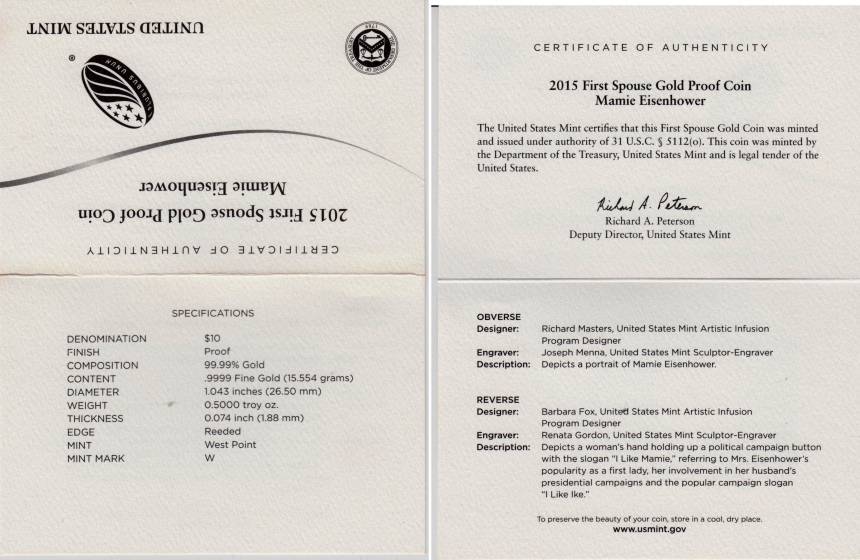 CERTIFICATE OF AUTHENTICITY
2015 First Spouse Gold Proof Coin
Mamie Eisenhower
PLURIBUS UNUM
®
THE DEPARTMENT OF THE TREASURY
1789
UNITED STATES MINT
SPECIFICATIONS
DENOMINATION $10
FINISH Proof
COMPOSITION 99.99% Gold
CONTENT .9999 Fine Gold (15.554 grams)
DIAMETER 1.043 inches (26.50 mm)
WEIGHT 0.5000 troy oz.
THICKNESS 0.074 inch (1.88 mm)
EDGE Reeded
MINT West Point
MINT MARK W
CERTIFICATE OF AUTHENTICITY
2015 First Spouse Gold Proof Coin
Mamie Eisenhower
The United States Mint certifies that this First Spouse Gold Coin was minted
and issued under authority of 31 U.S.C. § 5112(o). This coin was minted by
the Department of the Treasury, United States Mint and is legal tender of the
United States.
Richard A. Peterson
Richard A. Peterson
Deputy Director, United States Mint
OBVERSE
Designer: Richard Masters, United States Mint Artistic Infusion
Program Designer
Engraver: Joseph Menna, United States Mint Sculptor-Engraver
Description: Depicts a portrait of Mamie Eisenhower.
REVERSE
Designer: Barbara Fox, United States Mint Artistic Infusion
Program Designer
Engraver: Renata Gordon, United States Mint Sculptor-Engraver
Description: Depicts a woman's hand holding up a political campaign button
with the slogan "I Like Mamie," referring to Mrs. Eisenhower's
popularity as a first lady, her involvement in her husband's
presidential campaigns and the popular campaign slogan
"I Like Ike."
To preserve the beauty of your coin, store in a cool, dry place.
www.usmint.gov